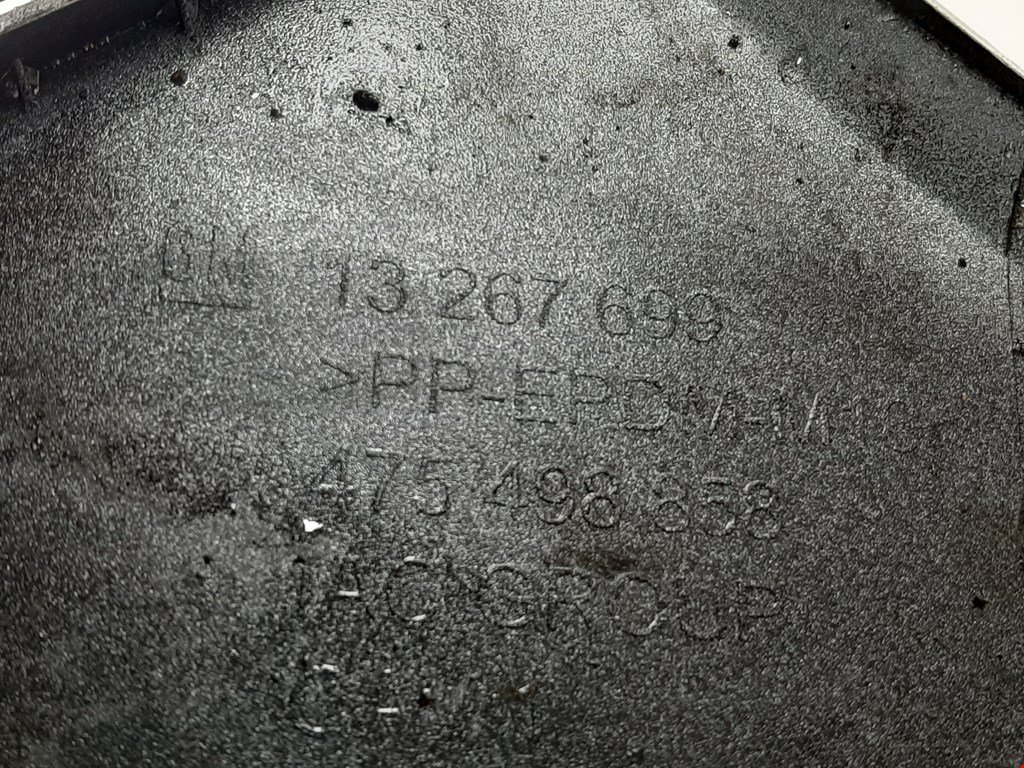 GM 13 267 699
>PP-EPDM-M10
475 498 858
IAC GROUP